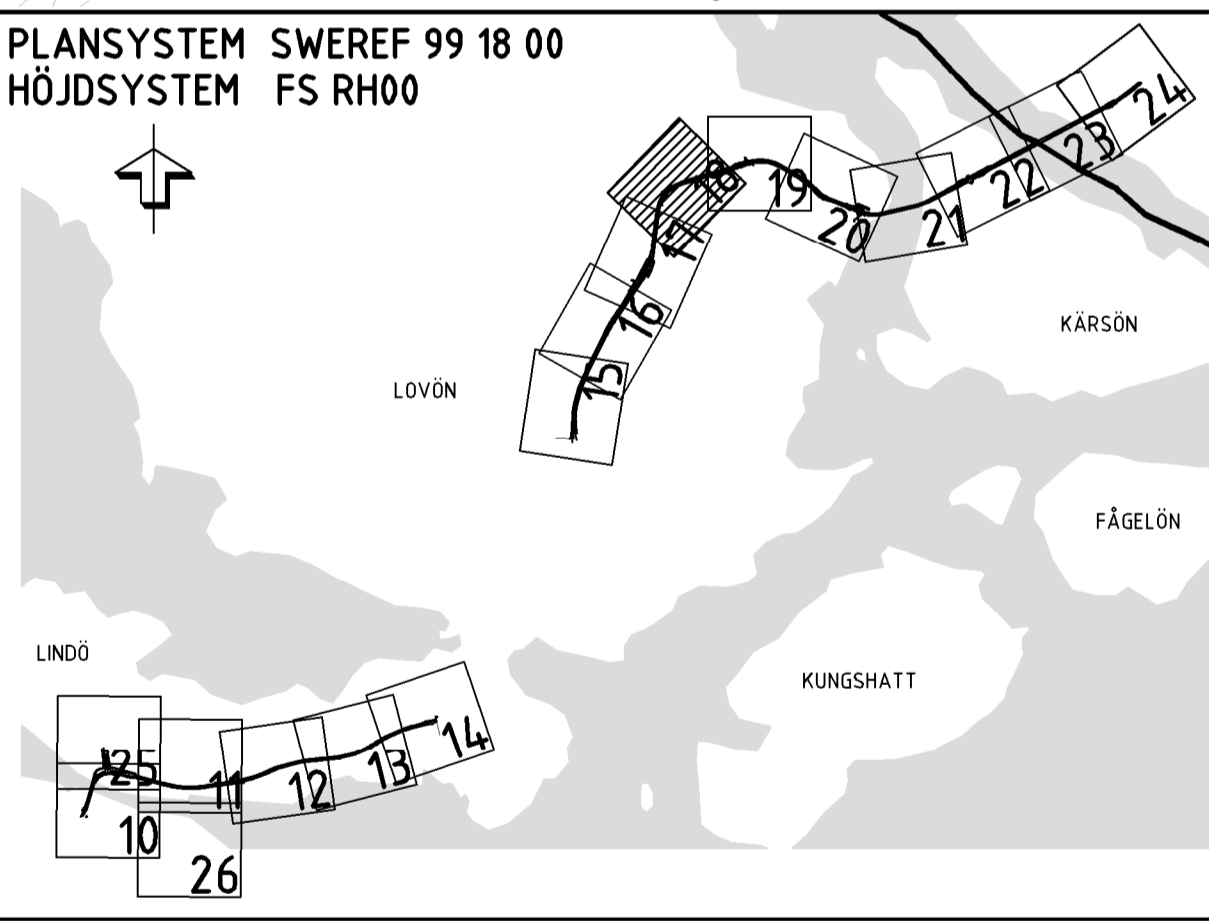 PLANSYSTEM SWEREF 99 18 00
HÖJDSYSTEM FS RH00
24
23
22
21
20
19
18
17
16
15
KÄRSÖN
LOVÖN
FÅGELÖN
LINDÖ
KUNGSHATT
14
13
12
11
25
10
26